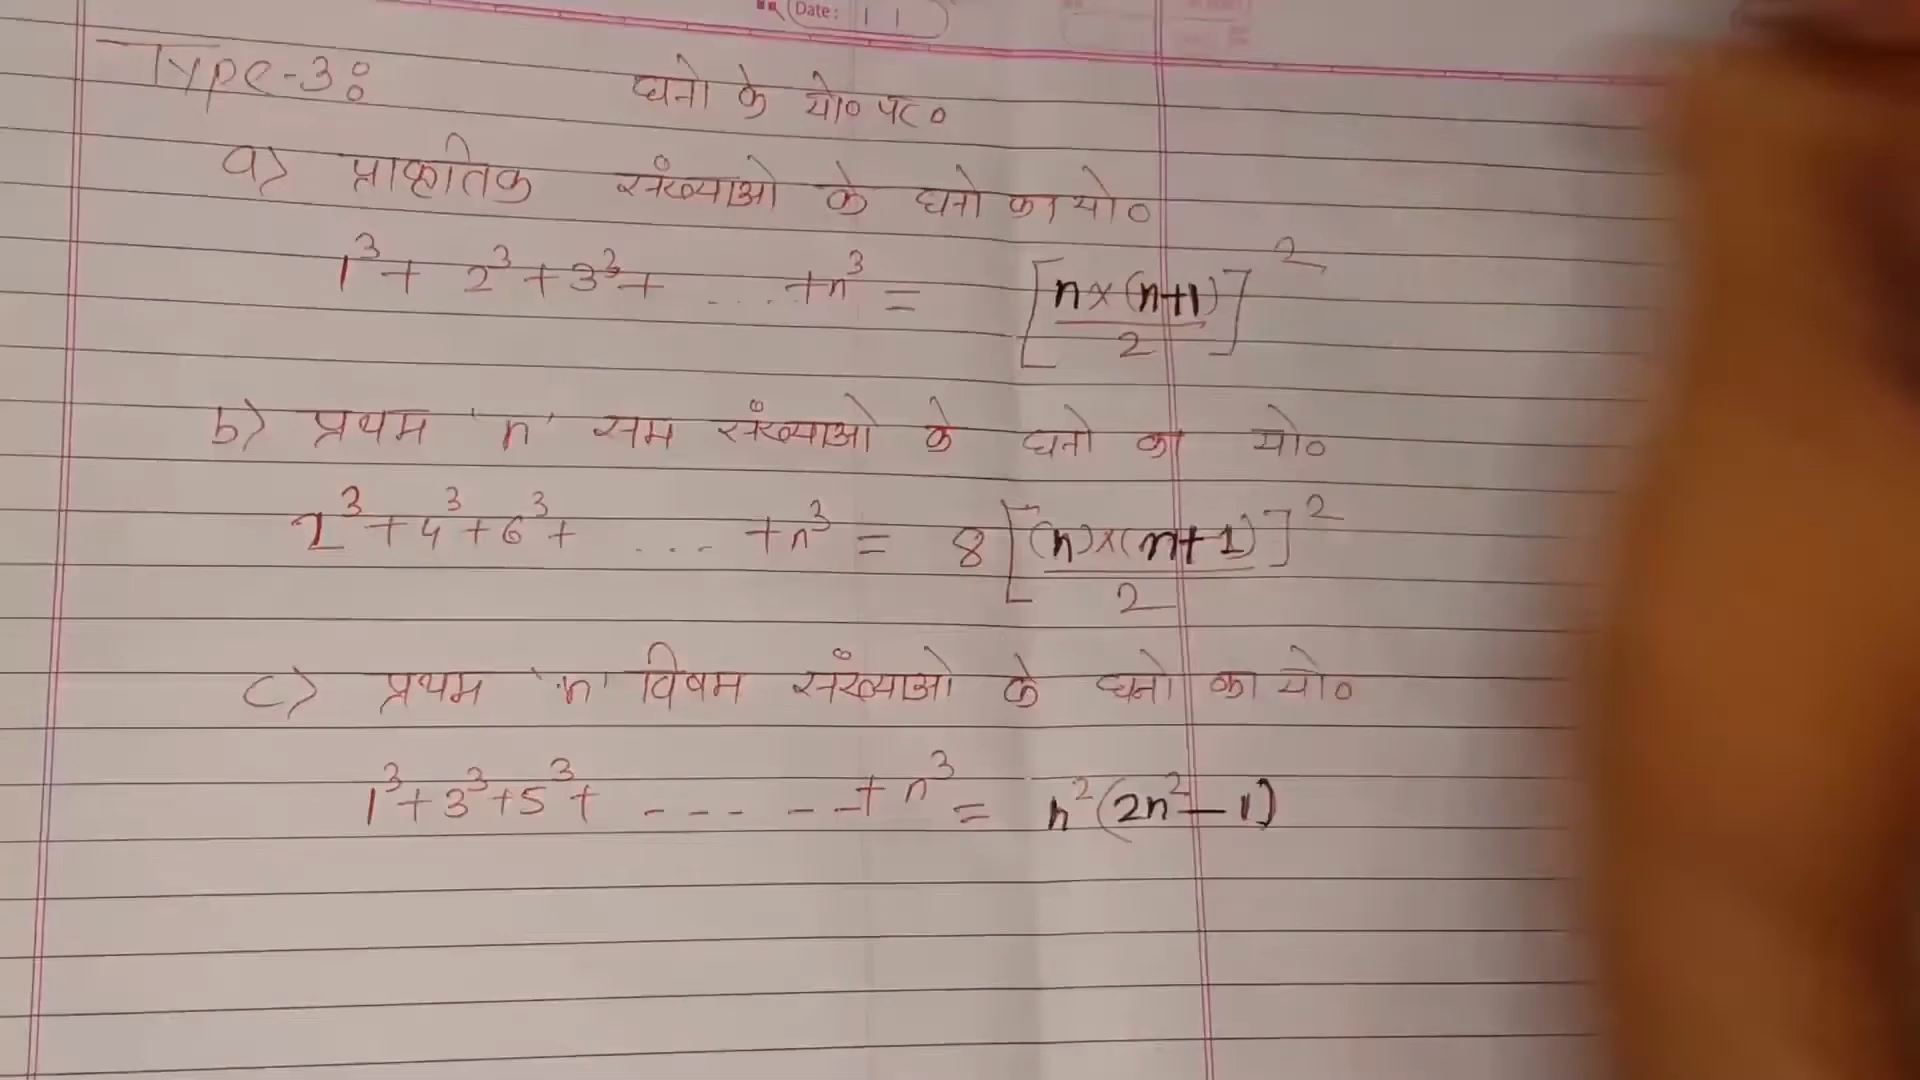 Date :
Type-3:
घनो के यो० पर०
a) प्राकृतिक संख्याओ के घनो का यो०
1³ + 2³ + 3³ + ... + n³ = [n×(n+1)/2]²
b) प्रथम 'n' सम संख्याओ के घनो का यो०
2³ + 4³ + 6³ + ... + n³ = 8[(n)×(n+1)/2]²
c) प्रथम 'n' विषम संख्याओ के घनो का यो०
1³ + 3³ + 5³ + ---- -- + n³ = n²(2n² - 1)